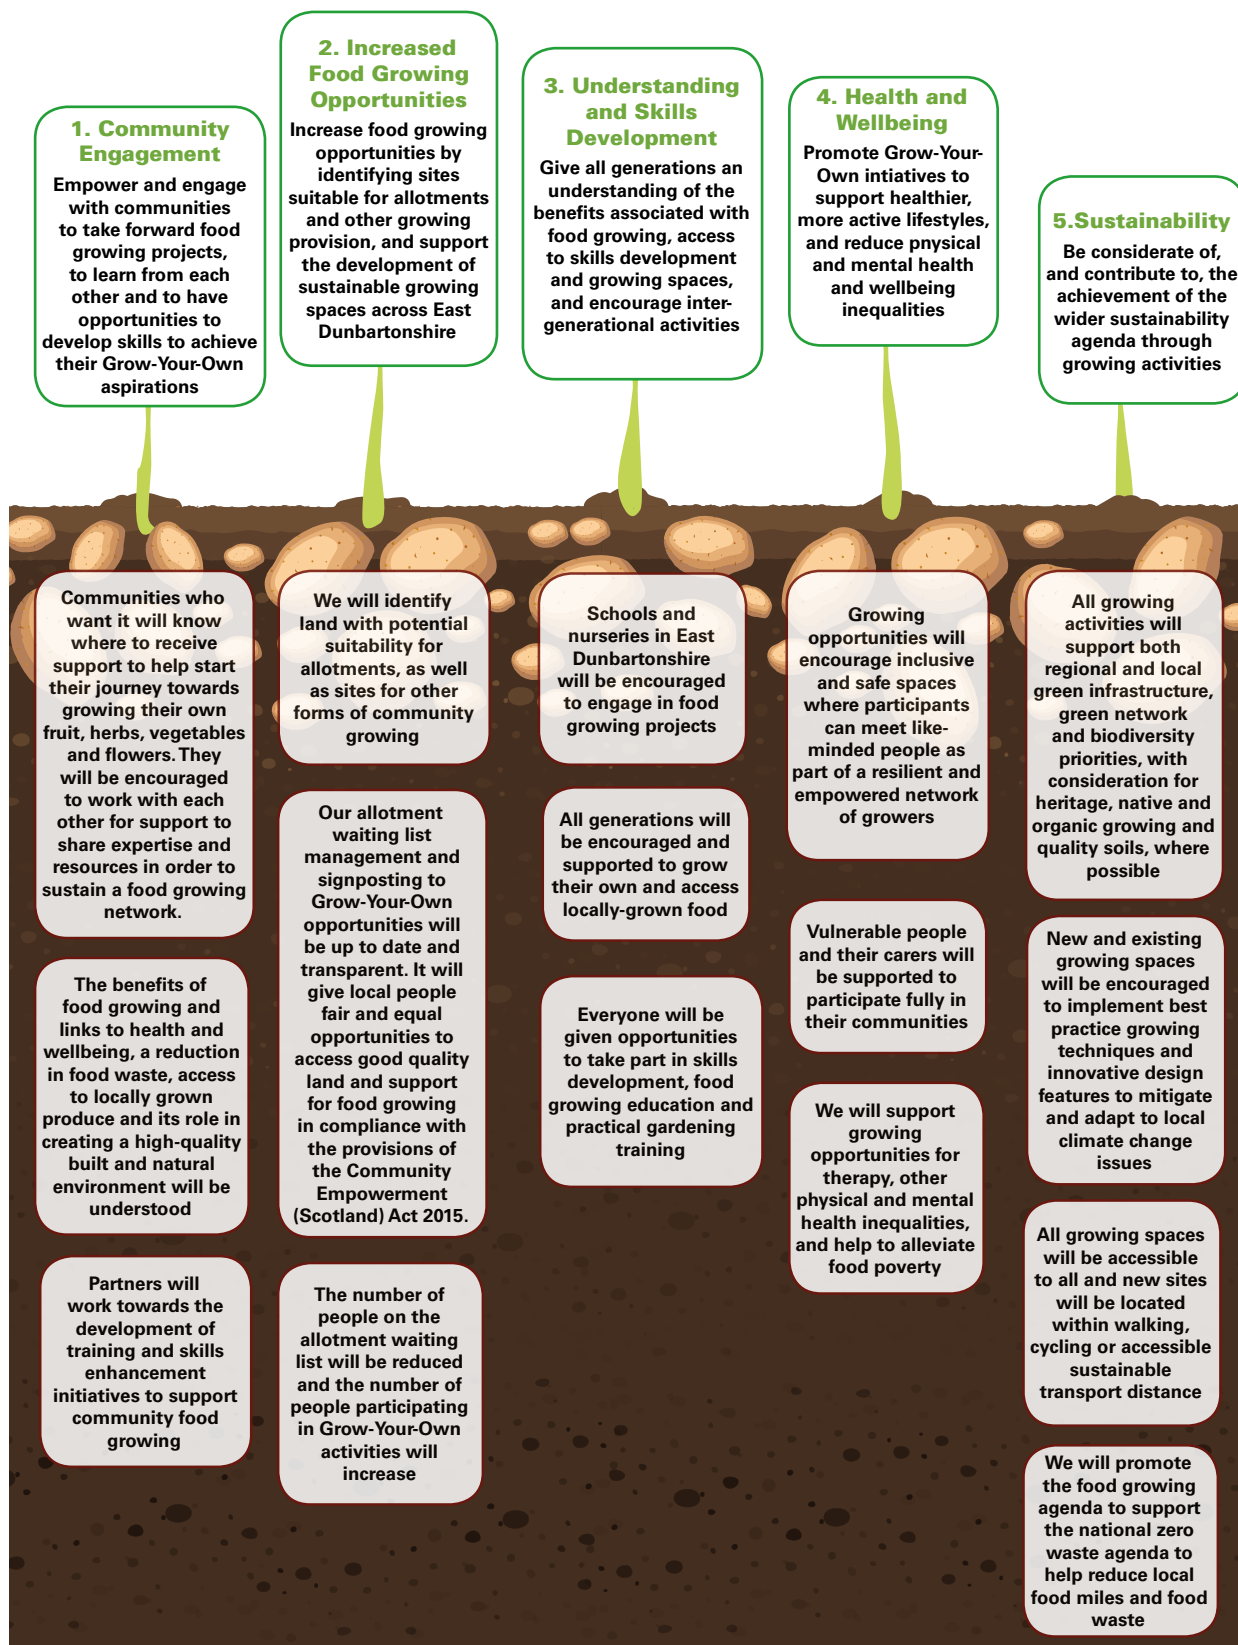 1. Community
Engagement
Empower and engage
with communities
to take forward food
growing projects,
to learn from each
other and to have
opportunities to
develop skills to achieve
their Grow-Your-Own
aspirations
2. Increased
Food Growing
Opportunities
Increase food growing
opportunities by
identifying sites
suitable for allotments
and other growing
provision, and support
the development of
sustainable growing
spaces across East
Dunbartonshire
3. Understanding
and Skills
Development
Give all generations an
understanding of the
benefits associated with
food growing, access
to skills development
and growing spaces,
and encourage inter-
generational activities
4. Health and
Wellbeing
Promote Grow-Your-
Own intiatives to
support healthier,
more active lifestyles,
and reduce pnysical
and mental health
and wellbeing
inequalities
5.Sustainability
Be considerate of,
and contribute to, the
achievement of the
wider sustainability
agenda through
growing activities
Communities who
want it will know
where to receive
support to help start
their journey towards
growing their own
fruit, herbs, vegetables
and flowers. They
will be encouraged
to work with each
other for support to
share expertise and
resources in order to
sustain a food growing
network.
The benefits of
food growing and
links to health and
wellbeing, a reduction
in food waste, access
to locally grown
produce and its role in
creating a high-quality
built and natural
environment will be
understood
Partners will
work towards the
development of
training and skills
enhancement
initiatives to support
community food
growing
We will identify
land with potential
suitability for
allotments, as well
as sites for other
forms of community
growing
Our allotment
waiting list
management and
signposting to
Grow-Your-Own
opportunities will
be up to date and
transparent. It will
give local people
fair and equal
opportunities to
access good quality
land and support
for food growing
in compliance with
the provisions of
the Community
Empowerment
(Scotland) Act 2015.
The number of
people on the
allotment waiting
list will be reduced
and the number of
people participating
in Grow-Your-Own
activities will
increase
Schools and
nurseries in East
Dunbartonshire
will be encouraged
to engage in food
growing projects
All generations will
be encouraged and
supported to grow
their own and access
locally-grown food
Everyone will be
given opportunities
to take part in skills
development, food
growing education and
practical gardening
training
Growing
opportunities will
encourage inclusive
and safe spaces
where participants
can meet like-
minded people as
part of a resilient and
empowered network
of growers
Vulnerable people
and their carers will
be supported to
participate fully in
their communities
We will support
growing
opportunities for
therapy, other
physical and mental
health inequalities,
and help to alleviate
food poverty
All growing
activities will
support both
regional and local
green infrastructure,
green network
and biodiversity
priorities, with
consideration for
heritage, native and
organic growing and
quality soils, where
possible
New and existing
growing spaces
will be encouraged
to implement best
practice growing
techniques and
innovative design
features to mitigate
and adapt to local
climate change
issues
All growing spaces
will be accessible
to all and new sites
will be located
within walking,
cycling or accessible
sustainable
transport distance
We will promote
the food growing
agenda to support
the national zero
waste agenda to
help reduce local
food miles and food
waste